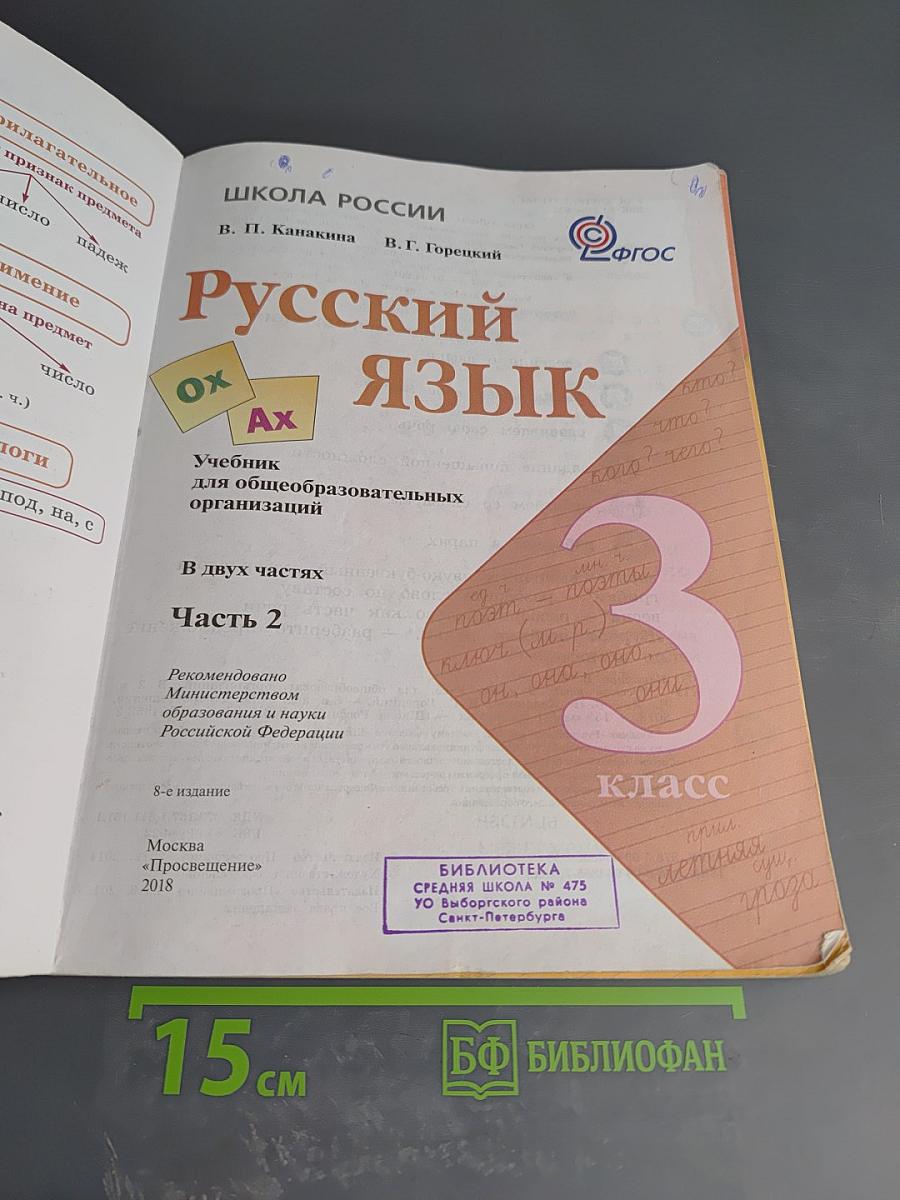 рилагательное
признак предмета
число
падеж
имение
на предмет
число
. ч.)
логи
под, на, с
ШКОЛА РОССИИ
В. П. Канакина В. Г. Горецкий
ФГОС
Русский
ЯЗЫК
Ох
Ах
Учебник
для общеобразовательных
организаций
В двух частях
Часть 2
Рекомендовано
Министерством
образования и науки
Российской Федерации
8-е издание
Москва
«Просвещение»
2018
кто?
что?
кого? чего?
ед. ч. мн. ч.
поэт – поэты
ключ (м. р.)
он, она, оно,
они.
3
класс
прил.
летняя
сущ.
гроза
БИБЛИОТЕКА
СРЕДНЯЯ ШКОЛА № 475
УО Выборгского района
Санкт-Петербурга
15 см
БФ БИБЛИОФАН